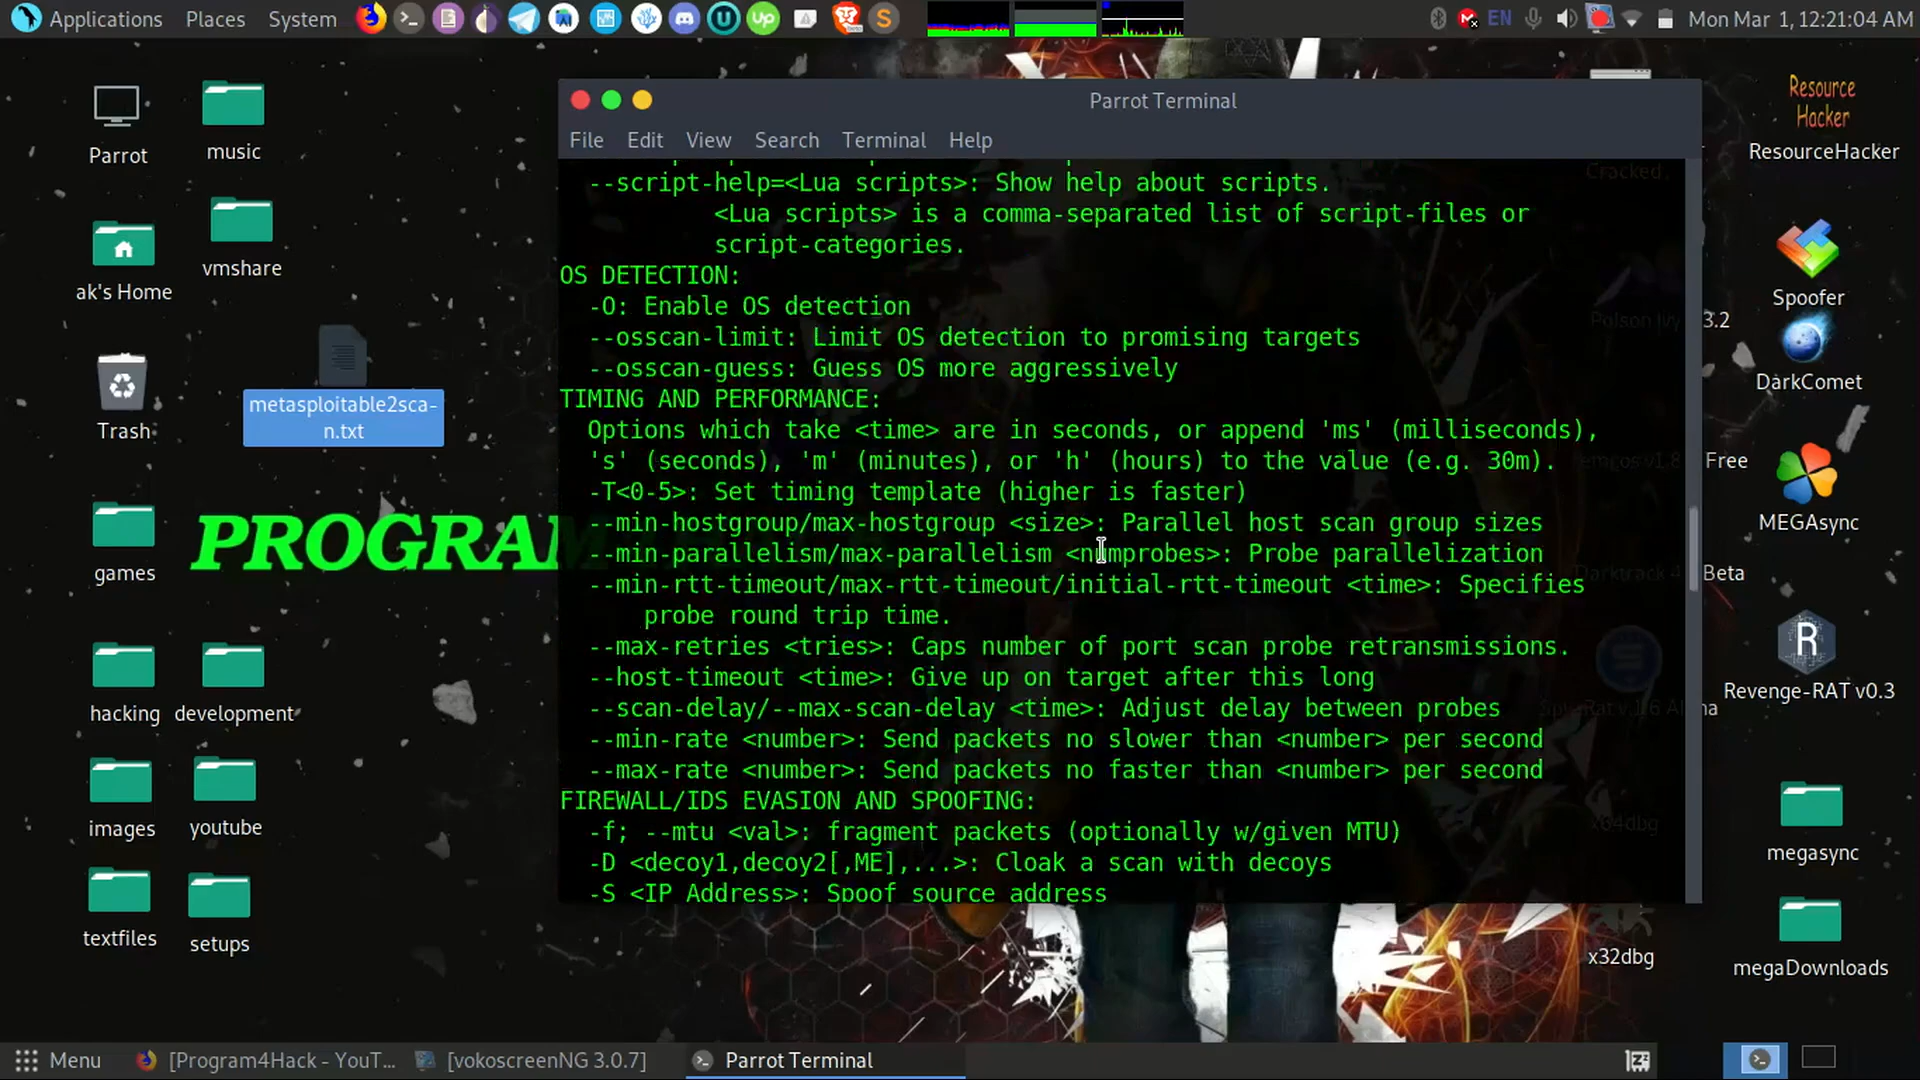 Applications Places System
EN
Mon Mar 1, 12:21:04 AM
Parrot
music
ak's Home
vmshare
Trash
metasploitable2sca-
n.txt
games
PROGRAM
hacking
development
images
youtube
textfiles
setups
Parrot Terminal
File Edit View Search Terminal Help
--script-help=<Lua scripts>: Show help about scripts.
<Lua scripts> is a comma-separated list of script-files or
script-categories.
OS DETECTION:
-O: Enable OS detection
--osscan-limit: Limit OS detection to promising targets
--osscan-guess: Guess OS more aggressively
TIMING AND PERFORMANCE:
Options which take <time> are in seconds, or append 'ms' (milliseconds),
's' (seconds), 'm' (minutes), or 'h' (hours) to the value (e.g. 30m).
-T<0-5>: Set timing template (higher is faster)
--min-hostgroup/max-hostgroup <size>: Parallel host scan group sizes
--min-parallelism/max-parallelism <numprobes>: Probe parallelization
--min-rtt-timeout/max-rtt-timeout/initial-rtt-timeout <time>: Specifies
probe round trip time.
--max-retries <tries>: Caps number of port scan probe retransmissions.
--host-timeout <time>: Give up on target after this long
--scan-delay/--max-scan-delay <time>: Adjust delay between probes
--min-rate <number>: Send packets no slower than <number> per second
--max-rate <number>: Send packets no faster than <number> per second
FIREWALL/IDS EVASION AND SPOOFING:
-f; --mtu <val>: fragment packets (optionally w/given MTU)
-D <decoy1,decoy2[,ME],...>: Cloak a scan with decoys
-S <IP Address>: Spoof source address
Cracked
Poison Ivy 3.2
Free
Beta
x64dbg
x32dbg
Resource
Hacker
ResourceHacker
Spoofer
DarkComet
MEGAsync
Revenge-RAT v0.3
megasync
megaDownloads
Menu
[Program4Hack - YouT...
[vokoscreenNG 3.0.7]
Parrot Terminal